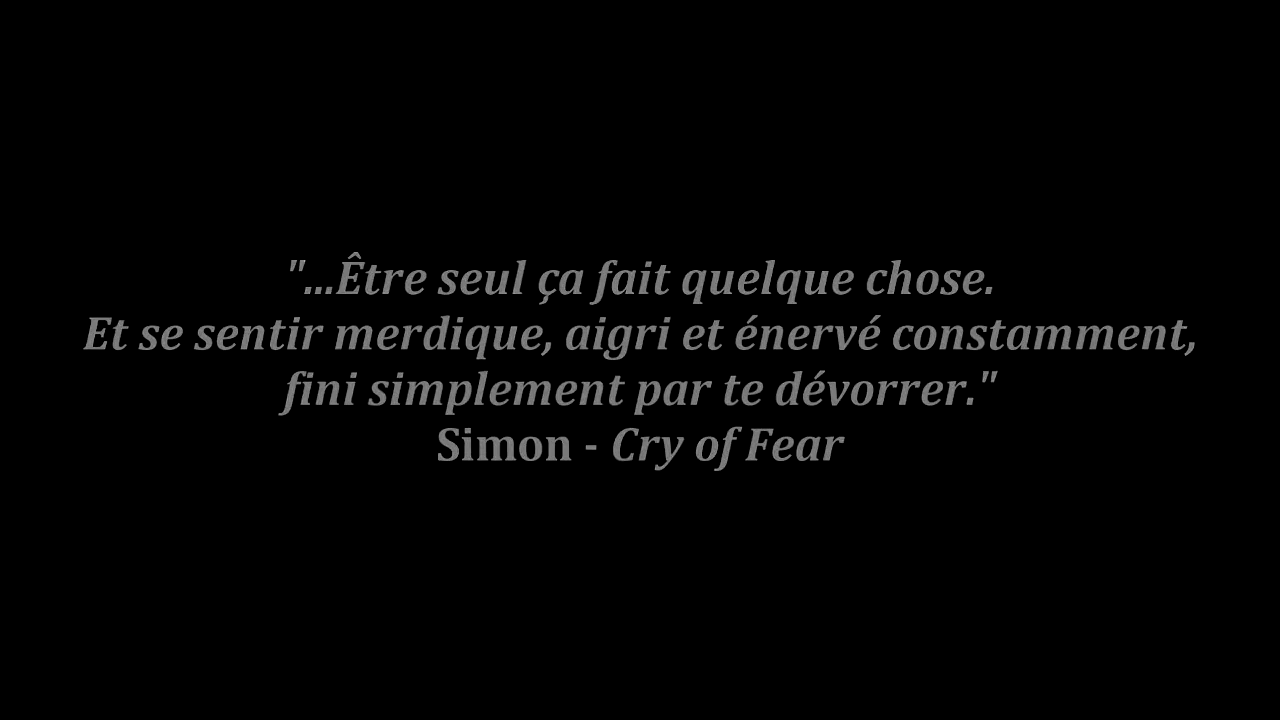 "...Être seul ça fait quelque chose.
Et se sentir merdique, aigri et énervé constamment,
fini simplement par te dévorrer."
Simon - Cry of Fear